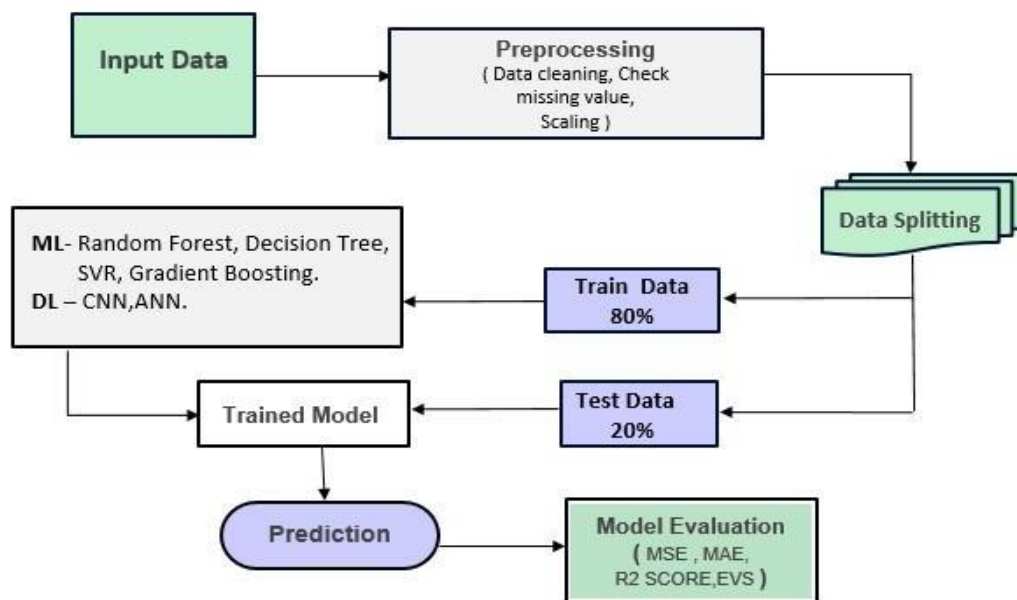 Input Data
Preprocessing
( Data cleaning, Check
missing value,
Scaling )
Data Splitting
Train Data
80%
ML- Random Forest, Decision Tree,
SVR, Gradient Boosting.
DL – CNN,ANN.
Test Data
20%
Trained Model
Prediction
Model Evaluation
( MSE , MAE,
R2 SCORE,EVS )